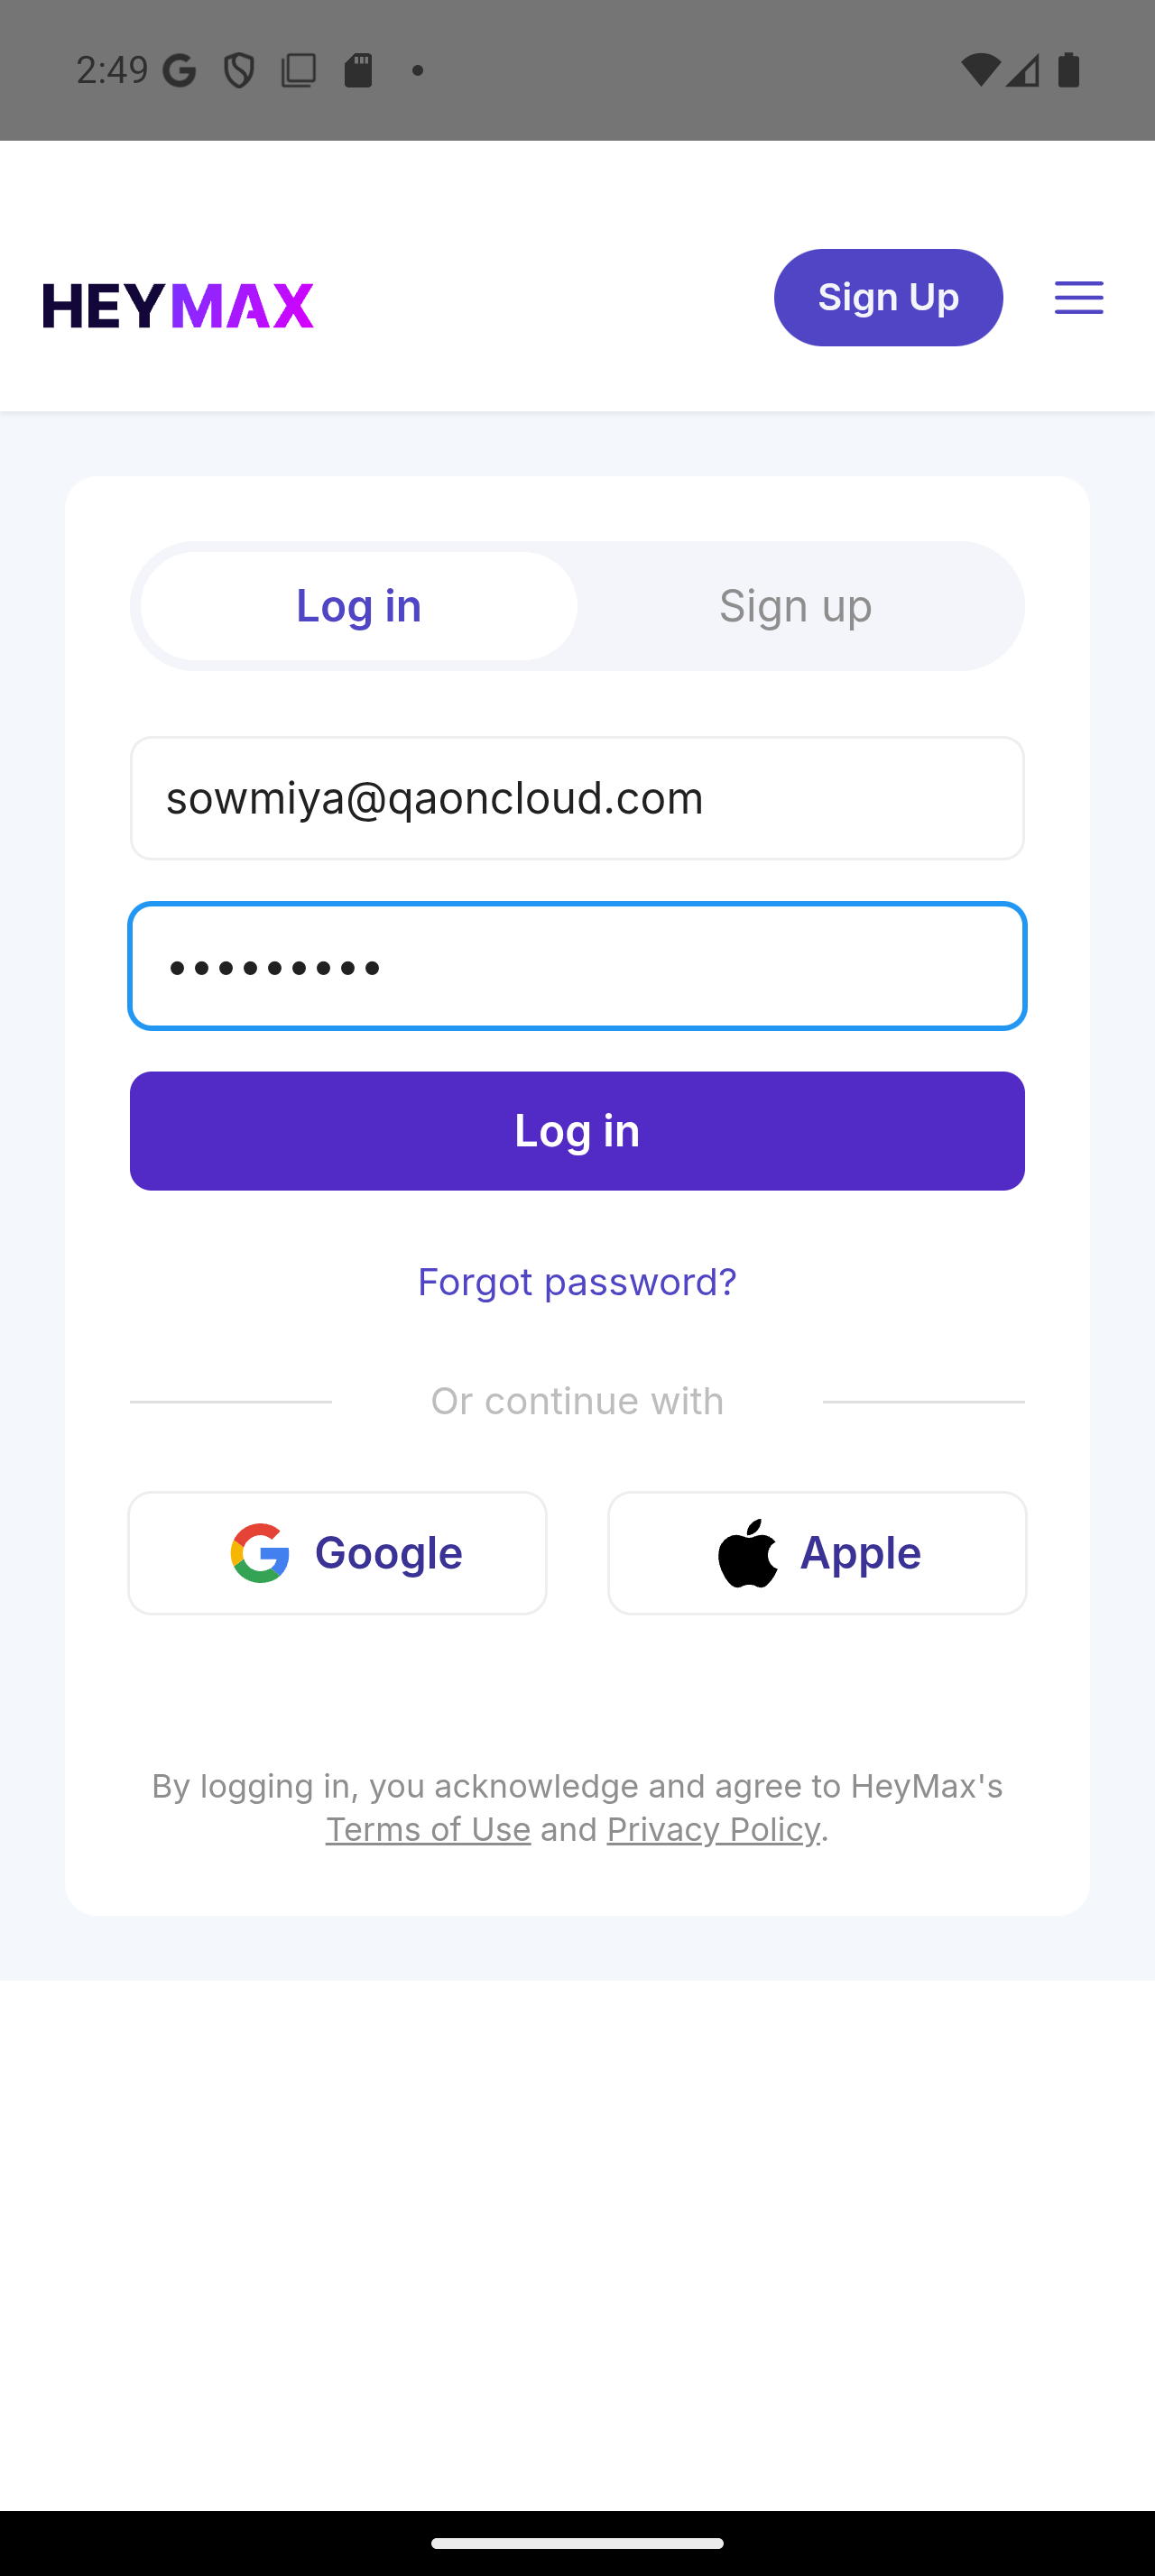 2:49
HEYMAX
Sign Up
Log in
Sign up
sowmiya@qaoncloud.com
•••••••••
Log in
Forgot password?
Or continue with
Google
Apple
By logging in, you acknowledge and agree to HeyMax's
Terms of Use and Privacy Policy.